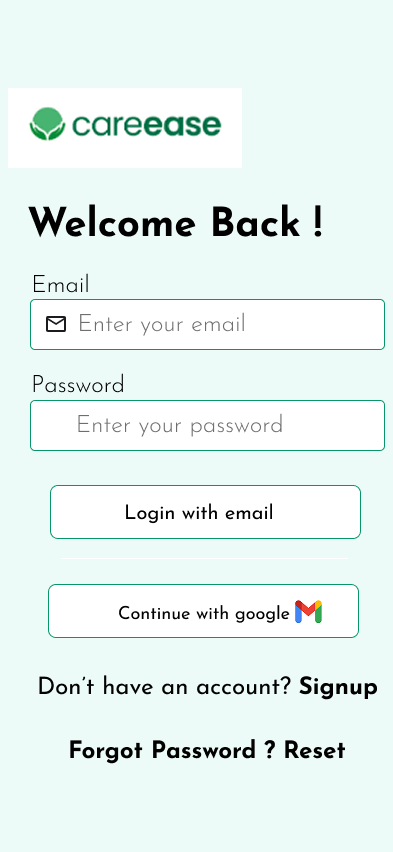 careease
Welcome Back !
Email
Enter your email
Password
Enter your password
Login with email
Continue with google
Don't have an account? Signup
Forgot Password ? Reset